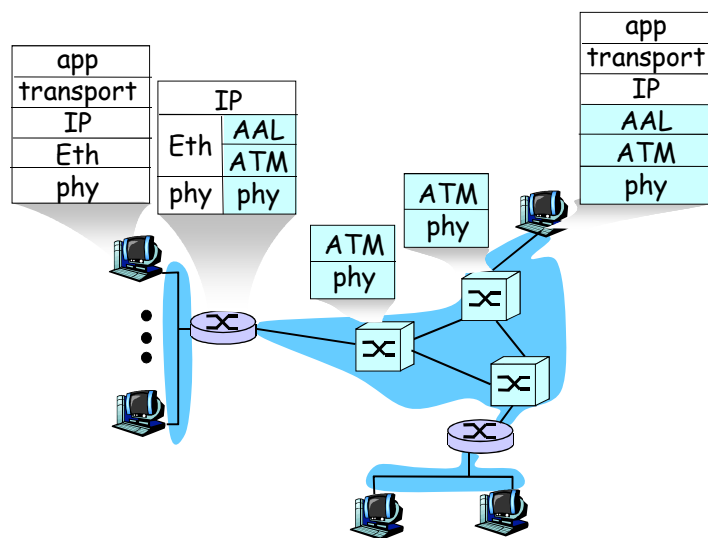 app
transport
IP
Eth
phy
IP
Eth
AAL
ATM
phy
phy
ATM
phy
ATM
phy
app
transport
IP
AAL
ATM
phy